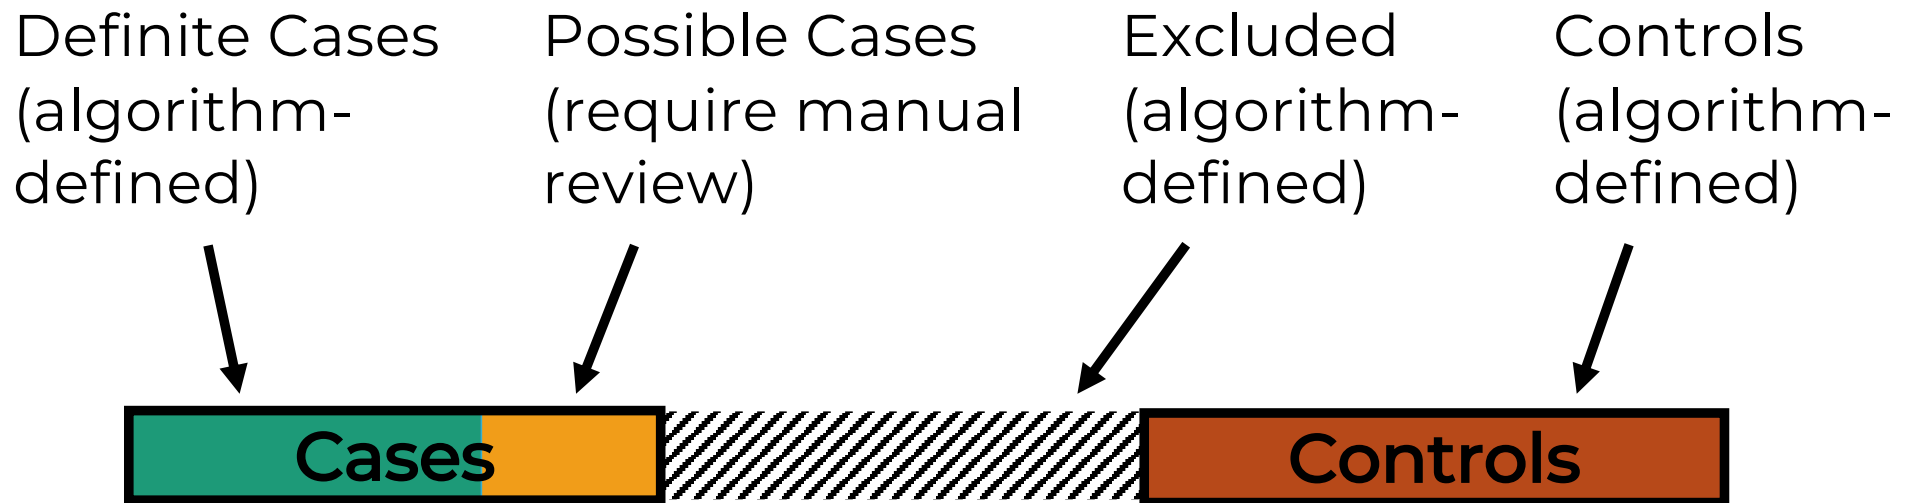 Definite Cases
(algorithm-
defined)
Possible Cases
(require manual
review)
Excluded
(algorithm-
defined)
Controls
(algorithm-
defined)
Cases
Controls